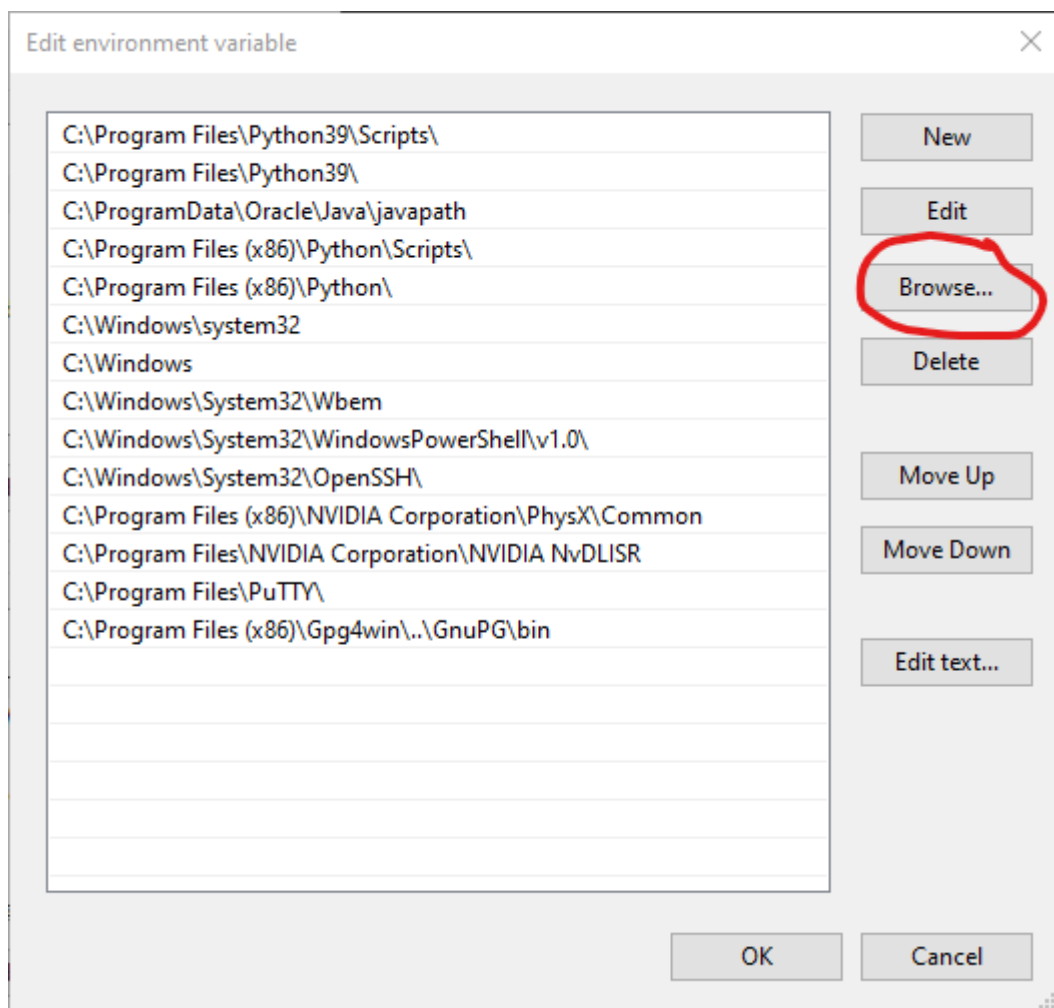 Edit environment variable
C:\Program Files\Python39\Scripts\
C:\Program Files\Python39\
C:\ProgramData\Oracle\Java\javapath
C:\Program Files (x86)\Python\Scripts\
C:\Program Files (x86)\Python\
C:\Windows\system32
C:\Windows
C:\Windows\System32\Wbem
C:\Windows\System32\WindowsPowerShell\v1.0\
C:\Windows\System32\OpenSSH\
C:\Program Files (x86)\NVIDIA Corporation\PhysX\Common
C:\Program Files\NVIDIA Corporation\NVIDIA NvDLISR
C:\Program Files\PuTTY\
C:\Program Files (x86)\Gpg4win\..\GnuPG\bin
New
Edit
Browse...
Delete
Move Up
Move Down
Edit text...
OK
Cancel